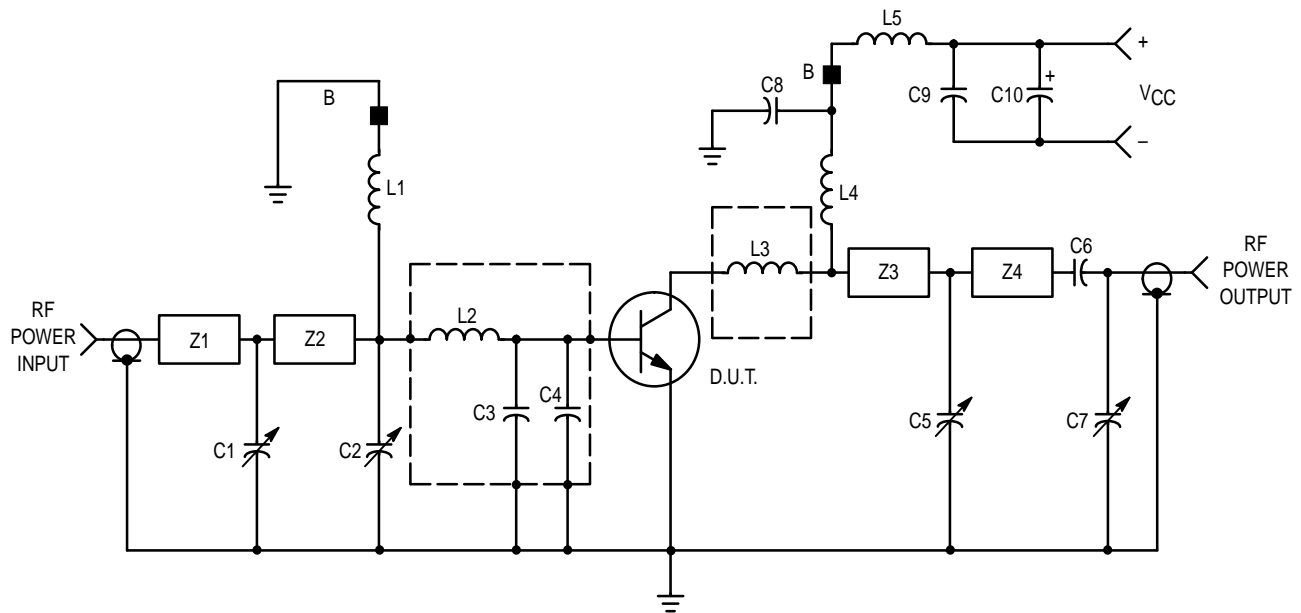 L5
+
B
C8
C9
C10
+
VCC
–
B
L1
L4
L3
C6
RF
POWER
OUTPUT
Z3
Z4
L2
RF
POWER
INPUT
Z1
Z2
D.U.T.
C3
C4
C5
C7
C1
C2